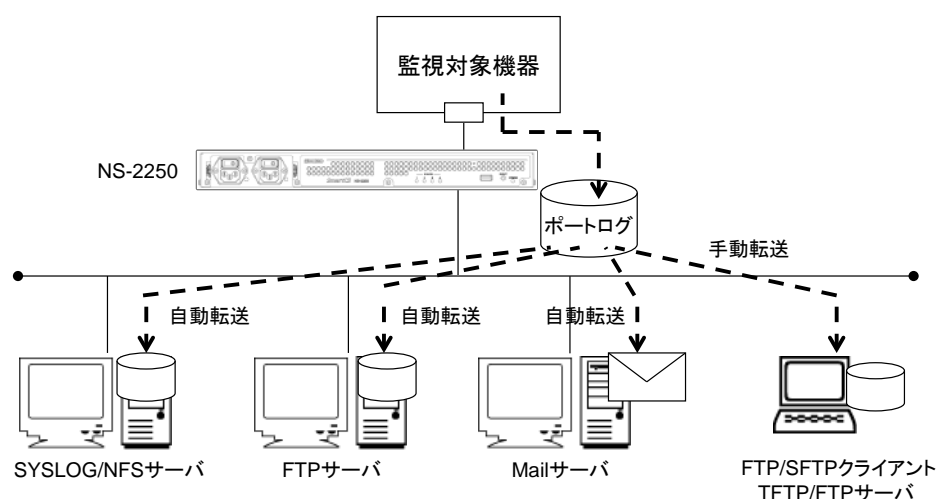 監視対象機器
NS-2250
ポートログ
手動転送
自動転送
自動転送
自動転送
SYSLOG/NFSサーバ
FTPサーバ
Mailサーバ
FTP/SFTPクライアント
TFTP/FTPサーバ